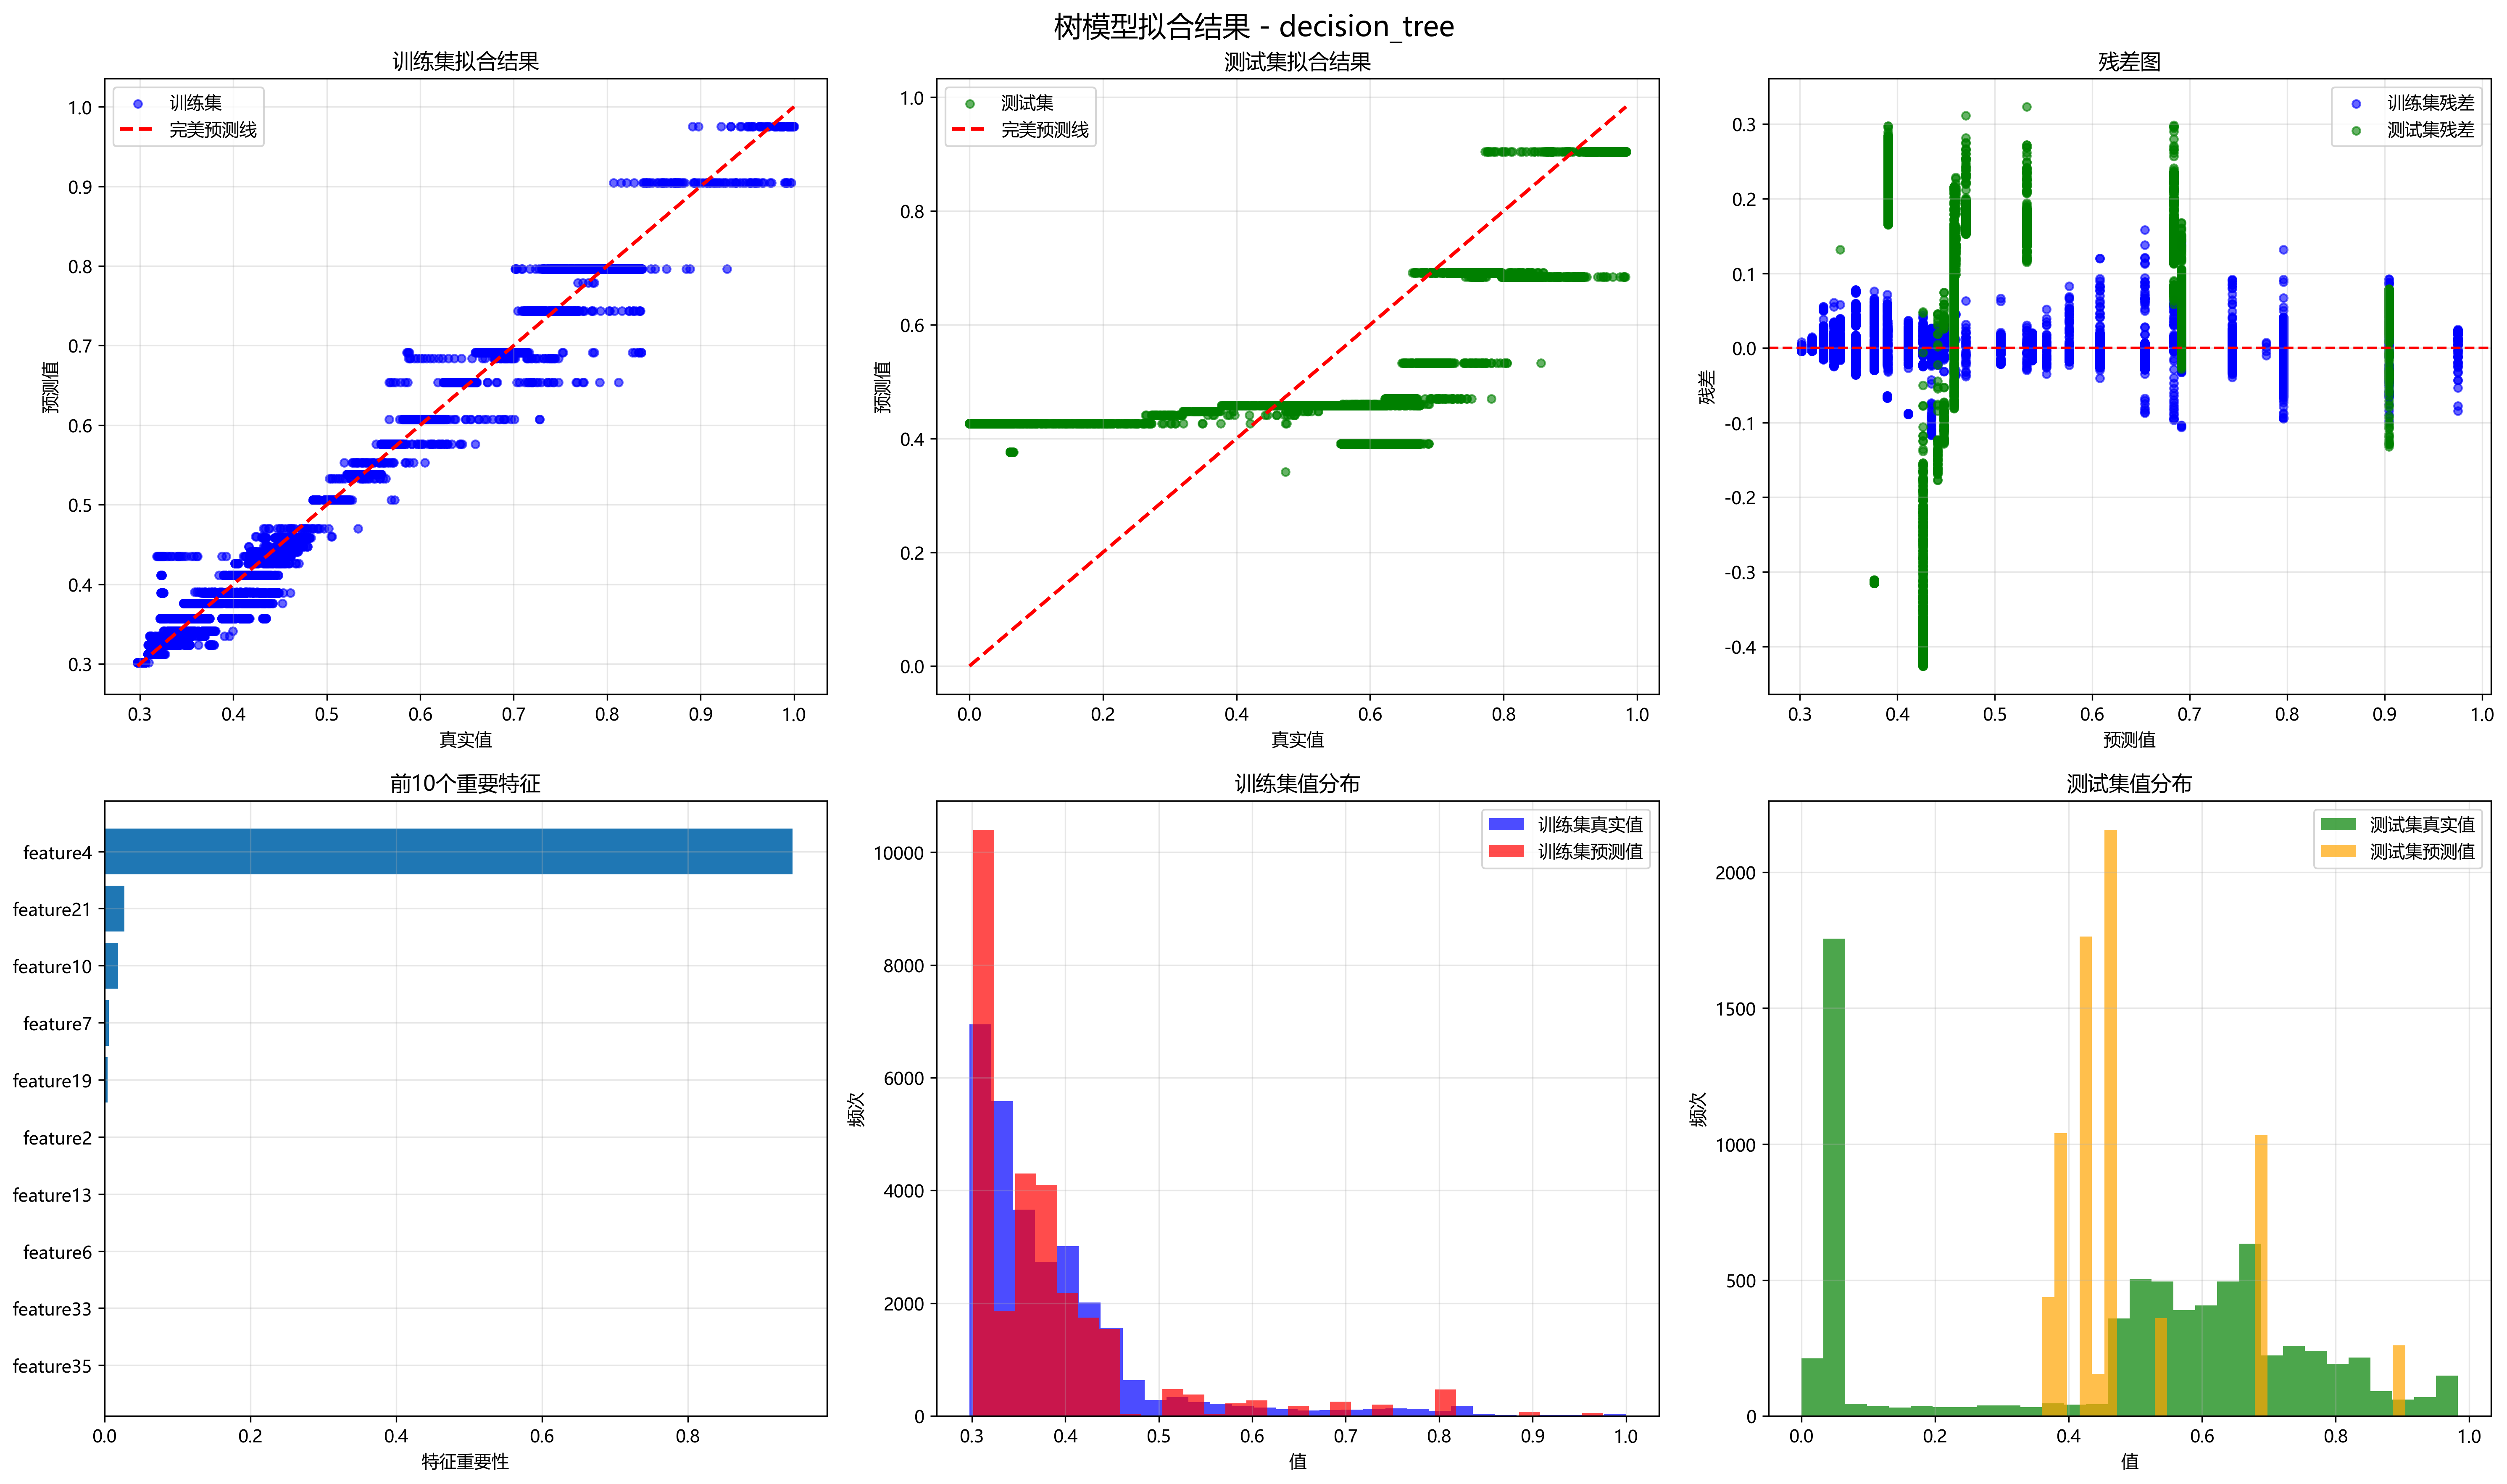 树模型拟合结果 - decision_tree
训练集拟合结果
训练集
完美预测线
1.0
0.9
0.8
0.7
0.6
0.5
0.4
0.3
预测值
0.3 0.4 0.5 0.6 0.7 0.8 0.9 1.0
真实值
测试集拟合结果
测试集
完美预测线
1.0
0.8
0.6
0.4
0.2
0.0
预测值
0.0 0.2 0.4 0.6 0.8 1.0
真实值
残差图
训练集残差
测试集残差
0.3
0.2
0.1
0.0
-0.1
-0.2
-0.3
-0.4
残差
0.3 0.4 0.5 0.6 0.7 0.8 0.9 1.0
预测值
前10个重要特征
feature4
feature21
feature10
feature7
feature19
feature2
feature13
feature6
feature33
feature35
0.0 0.2 0.4 0.6 0.8
特征重要性
训练集值分布
训练集真实值
训练集预测值
10000
8000
6000
4000
2000
0
频次
0.3 0.4 0.5 0.6 0.7 0.8 0.9 1.0
值
测试集值分布
测试集真实值
测试集预测值
2000
1500
1000
500
0
频次
0.0 0.2 0.4 0.6 0.8 1.0
值